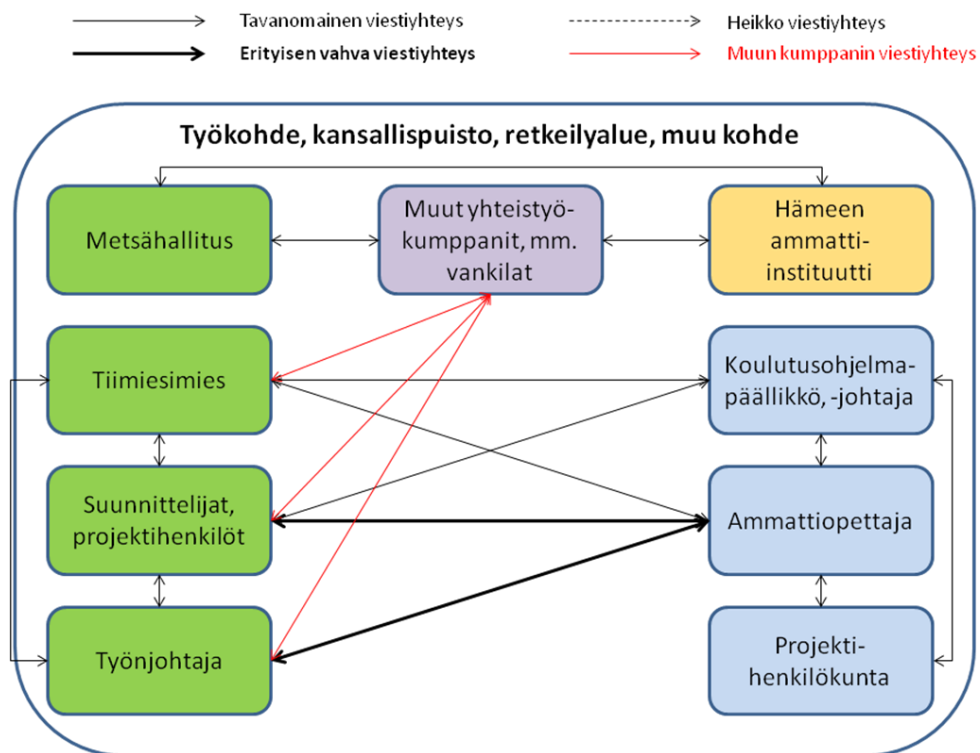 Tavanomainen viestiyhteys
Heikko viestiyhteys
Erityisen vahva viestiyhteys
Muun kumppanin viestiyhteys
Työkohde, kansallispuisto, retkeilyalue, muu kohde
Metsähallitus
Muut yhteistyö-
kumppanit, mm.
vankilat
Hämeen
ammatti-
instituutti
Tiimiesimies
Koulutusohjelma-
päällikkö, -johtaja
Suunnittelijat,
projektihenkilöt
Ammattiopettaja
Työnjohtaja
Projekti-
henkilökunta